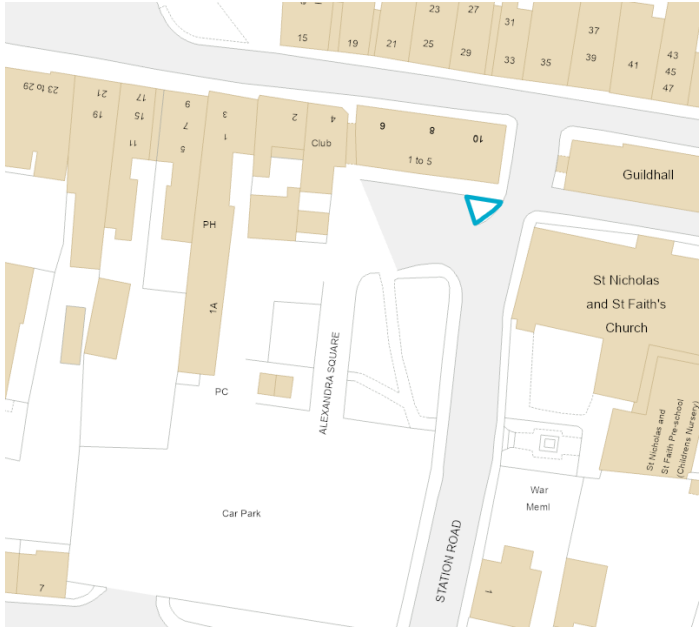 23
27
31
37
15
19
21
25
29
33
35
39
41
43
45
47
23 to 29
21
19
17
15
11
9
7
5
3
1
2
4
Club
6
8
10
1 to 5
Guildhall
PH
1A
St Nicholas
and St Faith's
Church
ALEXANDRA SQUARE
PC
St Nicholas and
St Faith Pre-school
(Childrens Nursery)
War
Meml
Car Park
STATION ROAD
7
1